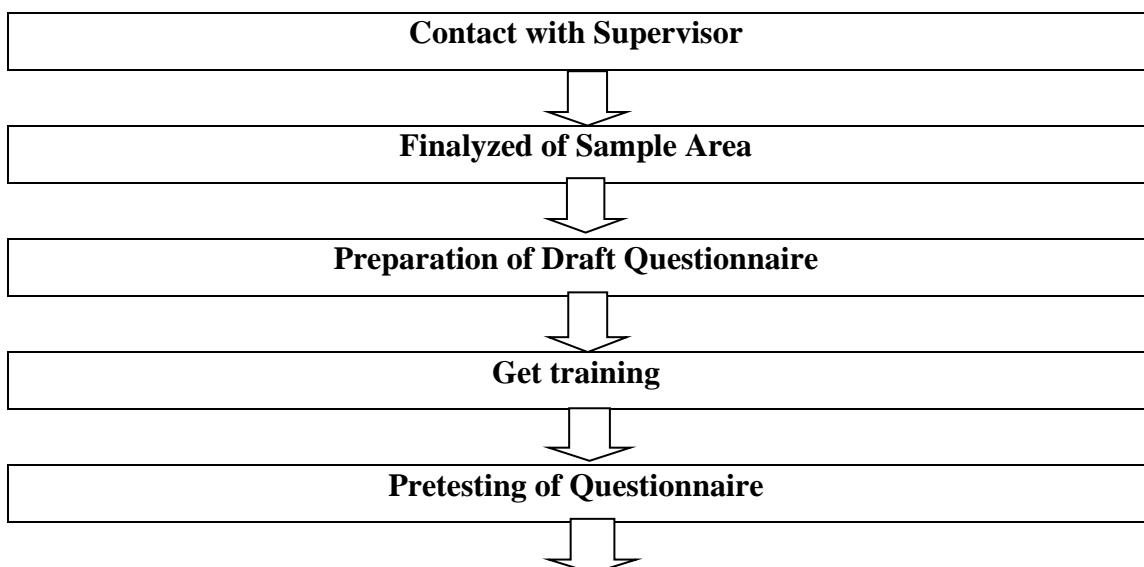 Contact with Supervisor
Finalyzed of Sample Area
Preparation of Draft Questionnaire
Get training
Pretesting of Questionnaire